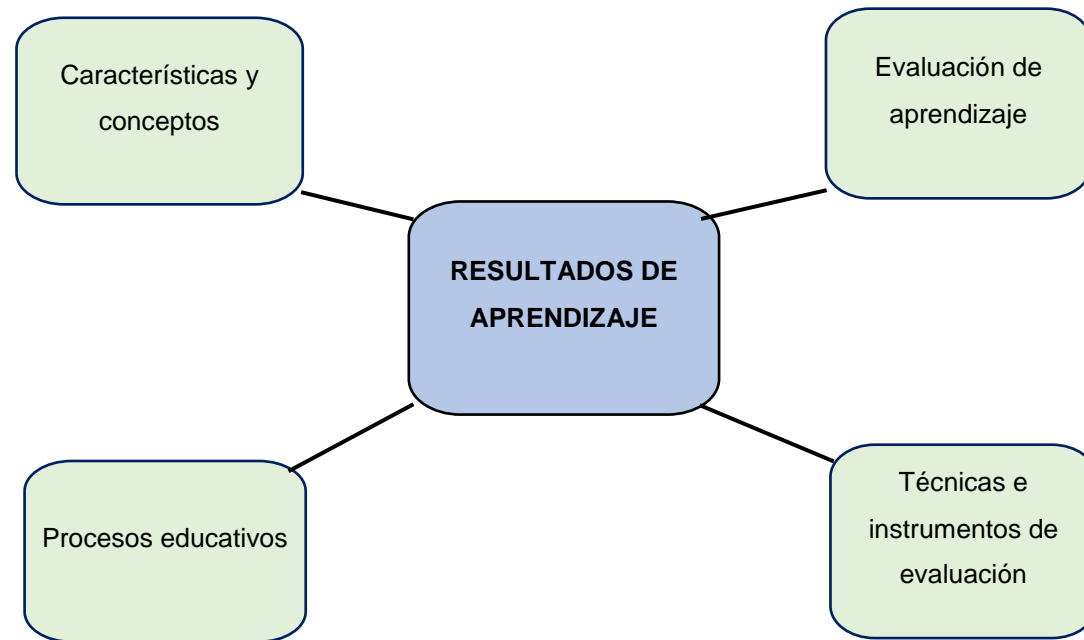 Características y
conceptos
Evaluación de
aprendizaje
RESULTADOS DE
APRENDIZAJE
Procesos educativos
Técnicas e
instrumentos de
evaluación